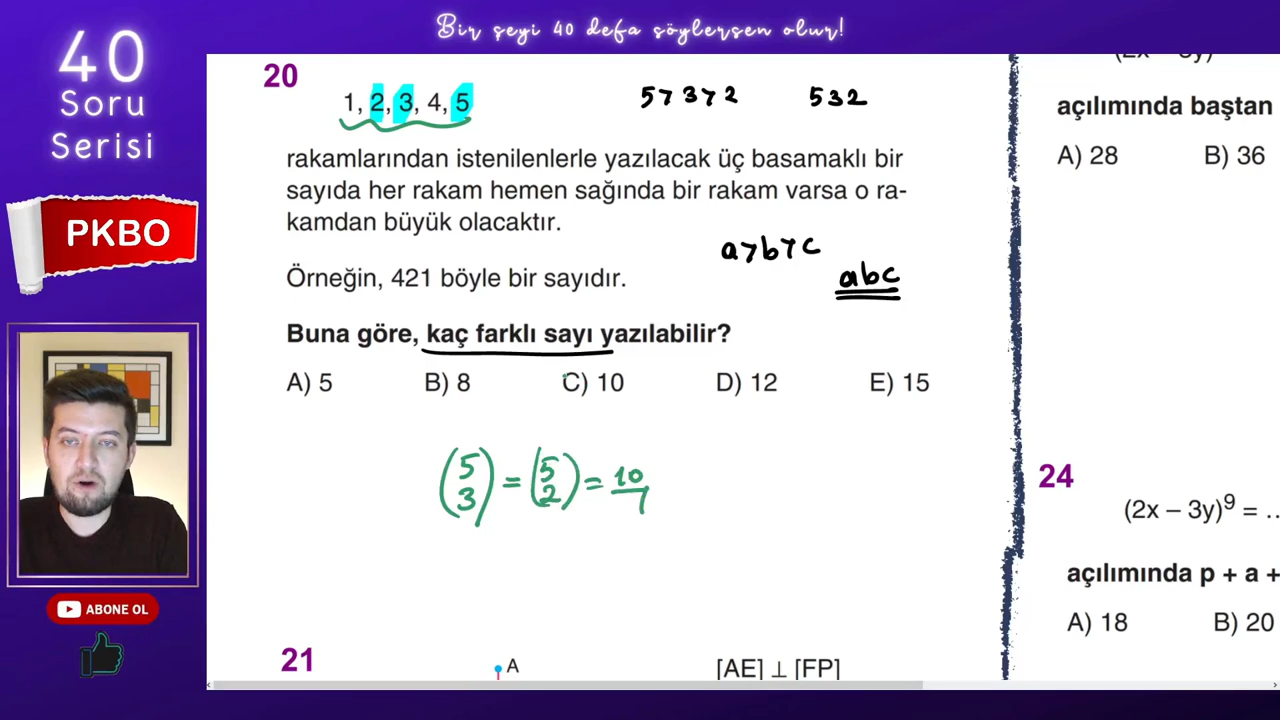 Bir şeyi 40 defa söylersen olur!
40
Soru
Serisi
PKBO
ABONE OL
20
1, 2, 3, 4, 5
5 > 3 > 2
532
rakamlarından istenilenlerle yazılacak üç basamaklı bir
sayıda her rakam hemen sağında bir rakam varsa o ra-
kamdan büyük olacaktır.
a > b > c
Örneğin, 421 böyle bir sayıdır.
abc
Buna göre, kaç farklı sayı yazılabilir?
A) 5 B) 8 C) 10 D) 12 E) 15
(5 3) = (5 2) = 10
21
A
[AE] ⊥ [FP]
açılımında baştan
A) 28 B) 36
24
(2x – 3y)⁹ = ..
açılımında p + a +
A) 18 B) 20